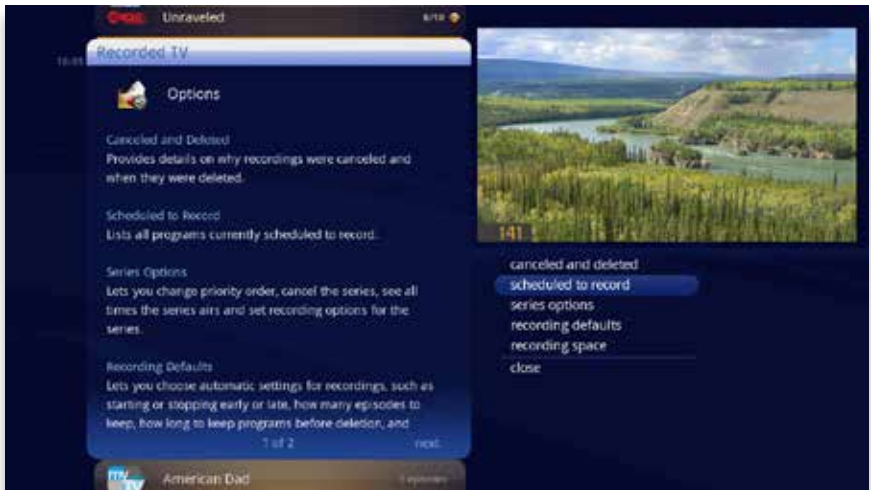 Unraveled
6/10
Recorded TV
Options
Canceled and Deleted
Provides details on why recordings were canceled and
when they were deleted.
Scheduled to Record
Lists all programs currently scheduled to record.
Series Options
Lets you change priority order, cancel the series, see all
times the series airs and set recording options for the
series.
Recording Defaults
Lets you choose automatic settings for recordings, such as
starting or stopping early or late, how many episodes to
keep, how long to keep programs before deletion, and
1 of 2
next
my
TV
American Dad
episodes
141
canceled and deleted
scheduled to record
series options
recording defaults
recording space
close